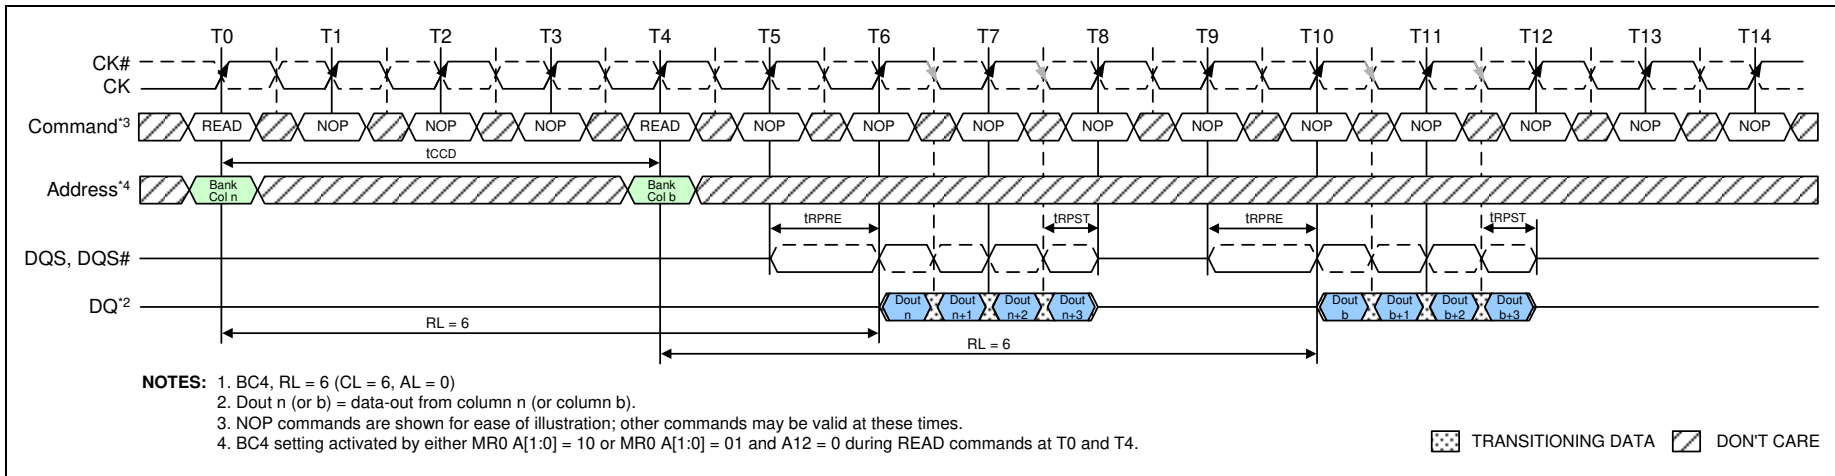 T0 T1 T2 T3 T4 T5 T6 T7 T8 T9 T10 T11 T12 T13 T14
CK#
CK
Command*3 READ NOP NOP NOP READ NOP NOP NOP NOP NOP NOP NOP NOP NOP NOP
tCCD
Address*4 Bank Col n Bank Col b
tRPRE tRPST tRPRE tRPST
DQS, DQS#
DQ*2 Dout n Dout n+1 Dout n+2 Dout n+3 Dout b Dout b+1 Dout b+2 Dout b+3
RL = 6
RL = 6
NOTES: 1. BC4, RL = 6 (CL = 6, AL = 0)
2. Dout n (or b) = data-out from column n (or column b).
3. NOP commands are shown for ease of illustration; other commands may be valid at these times.
4. BC4 setting activated by either MR0 A[1:0] = 10 or MR0 A[1:0] = 01 and A12 = 0 during READ commands at T0 and T4.
TRANSITIONING DATA DON'T CARE